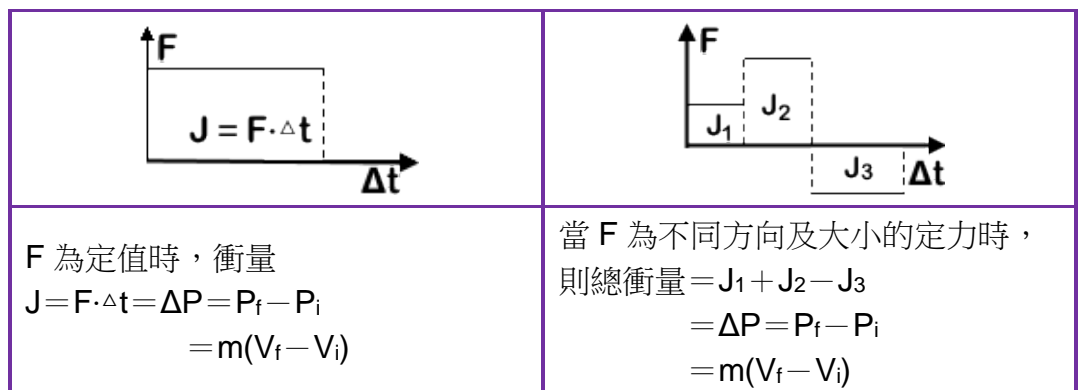 F
J = F·△t
Δt
F
J₁
J₂
J₃
Δt
F 為定值時，衝量
J＝F·△t＝ΔP＝Pf－Pi
＝m(Vf－Vi)
當 F 為不同方向及大小的定力時，
則總衝量＝J₁＋J₂－J₃
＝ΔP＝Pf－Pi
＝m(Vf－Vi)